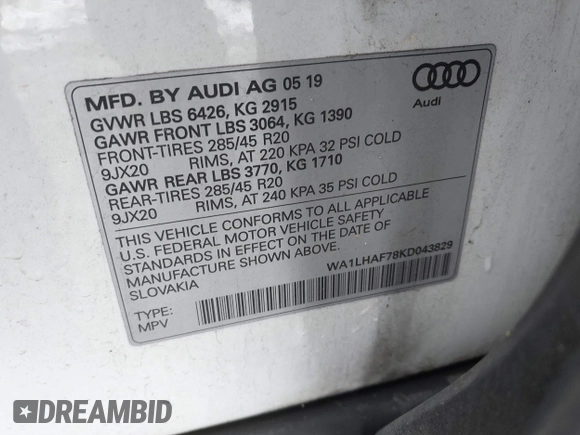 MFD. BY AUDI AG 05 19
GVWR LBS 6426, KG 2915
GAWR FRONT LBS 3064, KG 1390
FRONT-TIRES 285/45 R20
9JX20 RIMS, AT 220 KPA 32 PSI COLD
GAWR REAR LBS 3770, KG 1710
REAR-TIRES 285/45 R20
9JX20 RIMS, AT 240 KPA 35 PSI COLD
Audi
THIS VEHICLE CONFORMS TO ALL APPLICABLE
U.S. FEDERAL MOTOR VEHICLE SAFETY
STANDARDS IN EFFECT ON THE DATE OF
MANUFACTURE SHOWN ABOVE.
SLOVAKIA
WA1LHAF78KD043829
TYPE:
MPV
DREAMBID